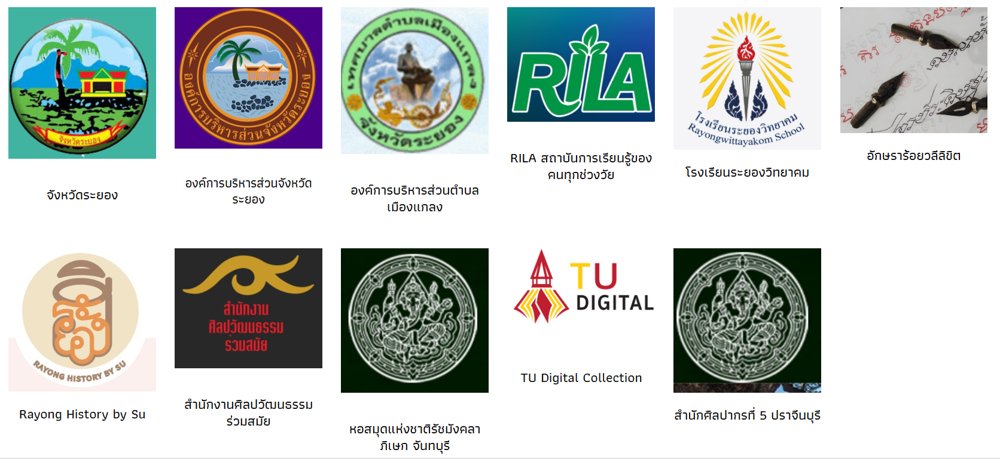 จังหวัดระยอง
จังหวัดระยอง
องค์การบริหารส่วนจังหวัดระยอง
องค์การบริหารส่วนจังหวัด
ระยอง
เทศบาลตำบลเมืองแกลง
จังหวัดระยอง
องค์การบริหารส่วนตำบล
เมืองแกลง
RILA
RILA สถาบันการเรียนรู้ของ
คนทุกช่วงวัย
โรงเรียนระยองวิทยาคม
Rayongwittayakom School
โรงเรียนระยองวิทยาคม
อักษราร้อยวลีลิขิต
RAYONG HISTORY BY SU
Rayong History by Su
สำนักงาน
ศิลปวัฒนธรรม
ร่วมสมัย
สำนักงานศิลปวัฒนธรรม
ร่วมสมัย
หอสมุดแห่งชาติรัชมังคลา
ภิเษก จันทบุรี
TU
DIGITAL
TU Digital Collection
สำนักศิลปากรที่ 5 ปราจีนบุรี